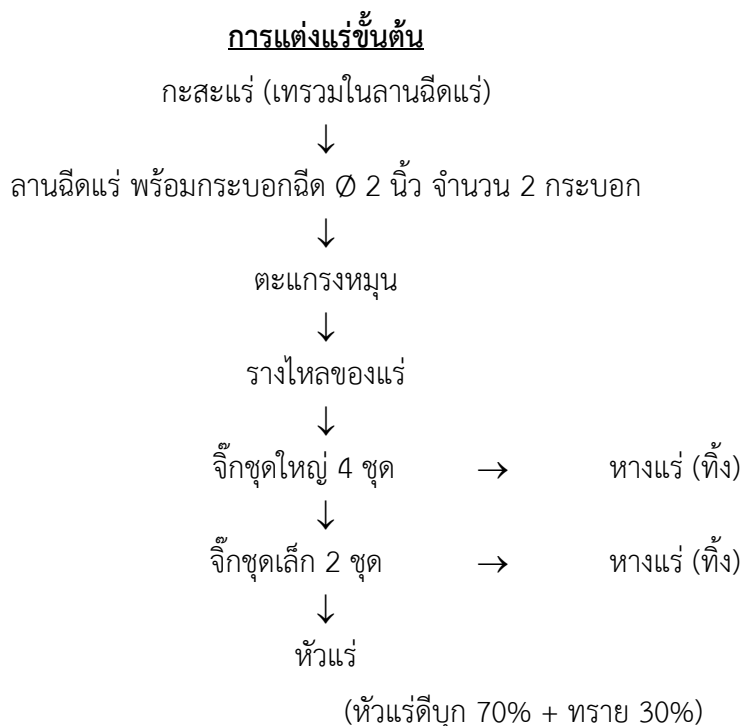 การแต่งแร่ขั้นต้น
กะสะแร่ (เทรวมในลานฉีดแร่)
↓
ลานฉีดแร่ พร้อมกระบอกฉีด Ø 2 นิ้ว จำนวน 2 กระบอก
↓
ตะแกรงหมุน
↓
รางไหลของแร่
↓
จิ๊กชุดใหญ่ 4 ชุด → หางแร่ (ทิ้ง)
↓
จิ๊กชุดเล็ก 2 ชุด → หางแร่ (ทิ้ง)
↓
หัวแร่
(หัวแร่ดีบุก 70% + ทราย 30%)